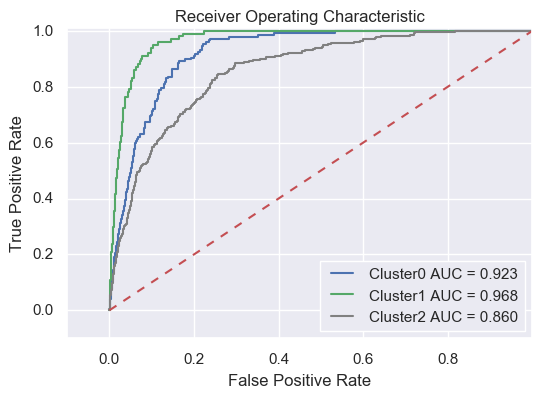 Receiver Operating Characteristic
True Positive Rate
1.0
0.8
0.6
0.4
0.2
0.0
Cluster0 AUC = 0.923
Cluster1 AUC = 0.968
Cluster2 AUC = 0.860
0.0 0.2 0.4 0.6 0.8
False Positive Rate